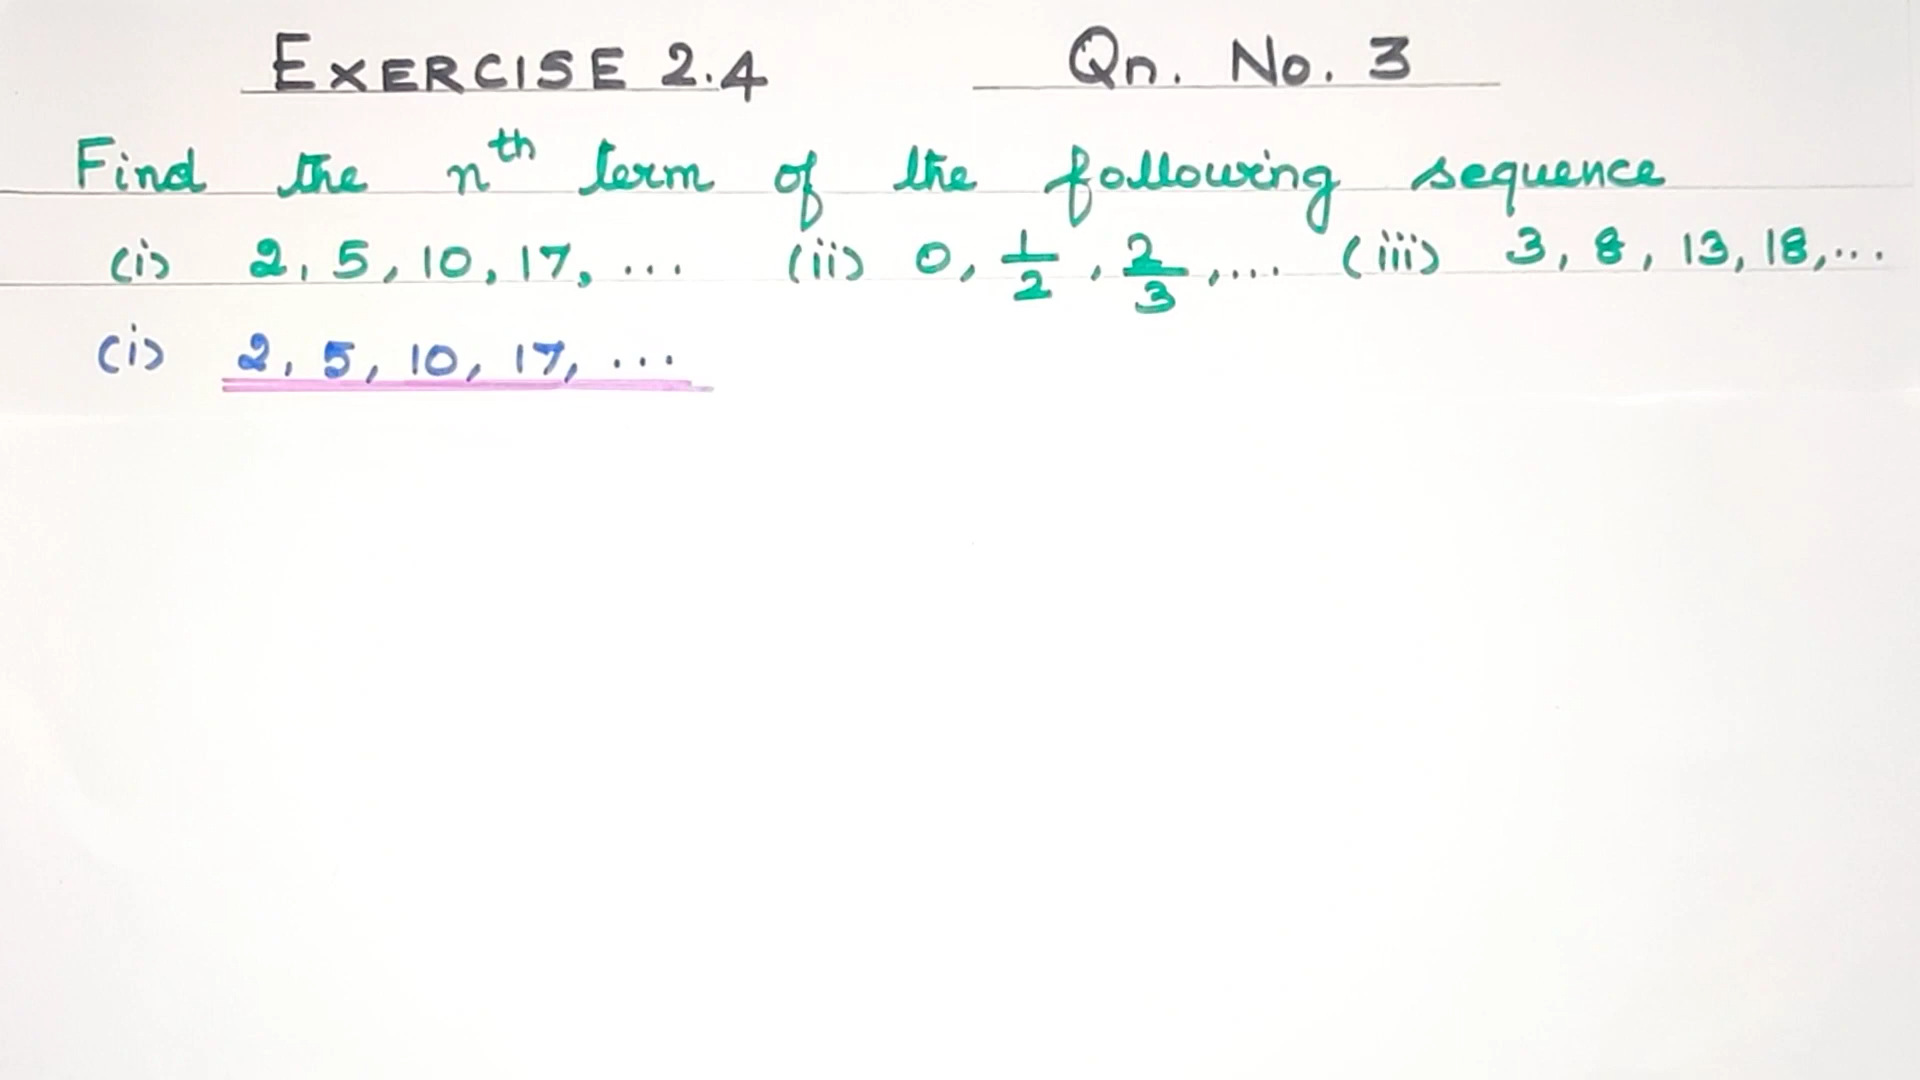 EXERCISE 2.4 Qn. No. 3
Find the nth term of the following sequence
(i) 2, 5, 10, 17, ... (ii) 0, 1/2, 2/3, ... (iii) 3, 8, 13, 18, ...
(i) 2, 5, 10, 17, ...